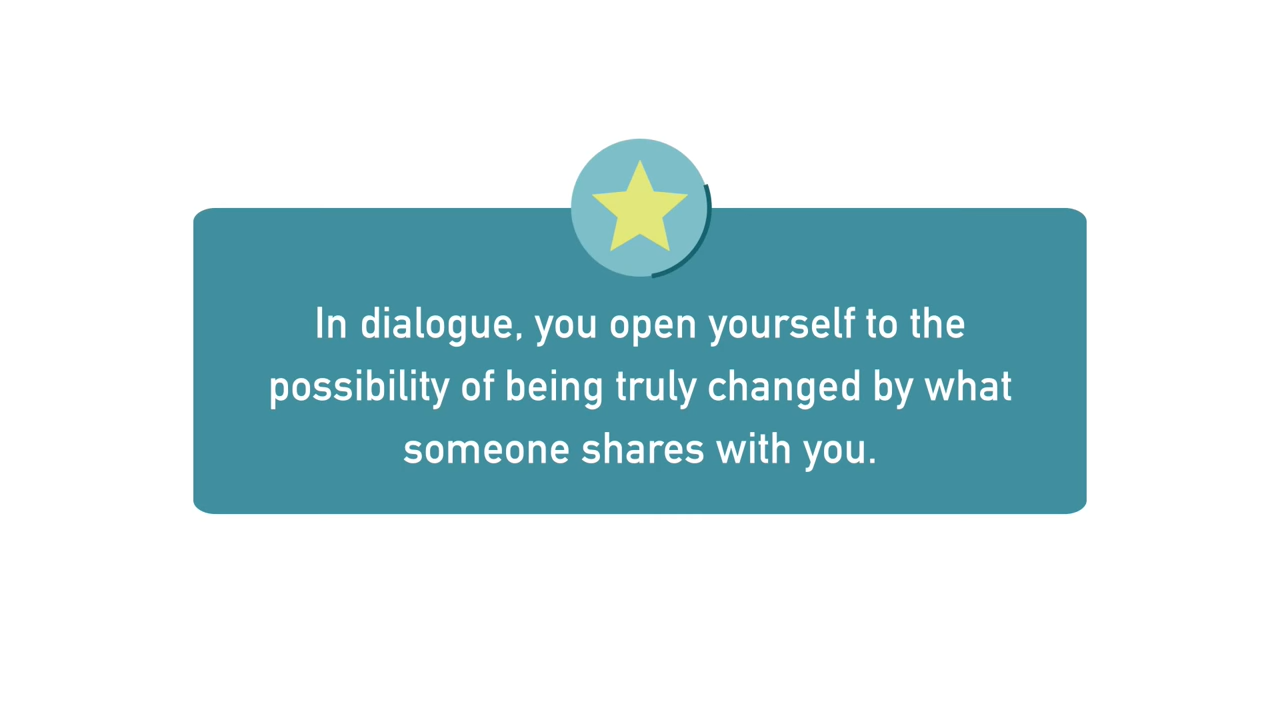 In dialogue, you open yourself to the
possibility of being truly changed by what
someone shares with you.